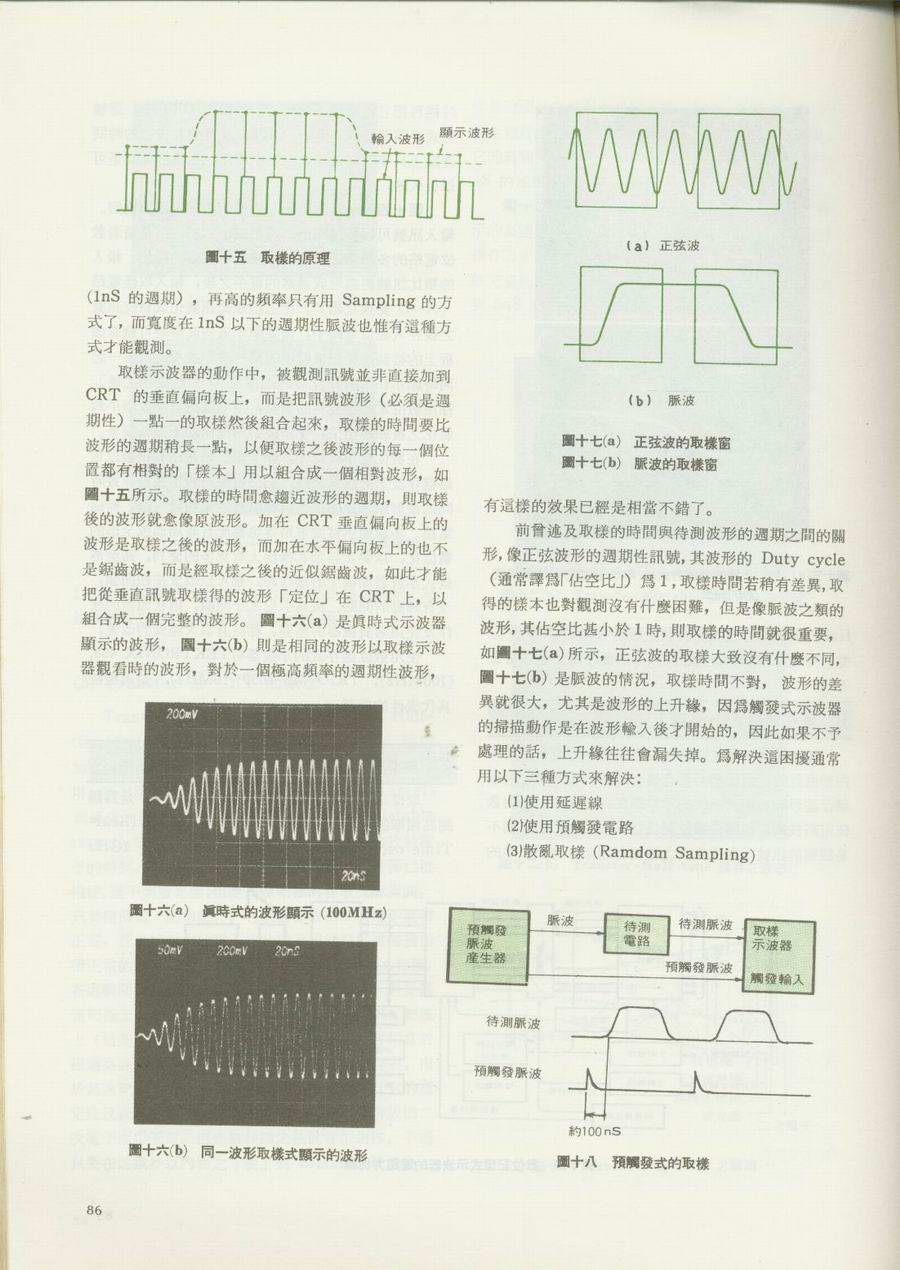 輸入波形
顯示波形
圖十五　取樣的原理
(1nS 的週期)，再高的頻率只有用 Sampling 的方
式了，而寬度在 1nS 以下的週期性脈波也惟有這種方
式才能觀測。
取樣示波器的動作中，被觀測訊號並非直接加到
CRT 的垂直偏向板上，而是把訊號波形（必須是週
期性）一點一的取樣然後組合起來，取樣的時間要比
波形的週期稍長一點，以便取樣之後波形的每一個位
置都有相對的「樣本」用以組合成一個相對波形，如
圖十五所示。取樣的時間愈趨近波形的週期，則取樣
後的波形就愈像原波形。加在 CRT 垂直偏向板上的
波形是取樣之後的波形，而加在水平偏向板上的也不
是鋸齒波，而是經取樣之後的近似鋸齒波，如此才能
把從垂直訊號取樣得的波形「定位」在 CRT 上，以
組合成一個完整的波形。圖十六(a) 是眞時式示波器
顯示的波形，圖十六(b) 則是相同的波形以取樣示波
器觀看時的波形，對於一個極高頻率的週期性波形，
200mV
20nS
圖十六(a)　眞時式的波形顯示 (100MHz)
50mV 200mV 20nS
圖十六(b)　同一波形取樣式顯示的波形
86
(a) 正弦波
(b) 脈波
圖十七(a)　正弦波的取樣窗
圖十七(b)　脈波的取樣窗
有這樣的效果已經是相當不錯了。
前曾述及取樣的時間與待測波形的週期之間的關
形，像正弦波形的週期性訊號，其波形的 Duty cycle
（通常譯爲「佔空比」）爲 1，取樣時間若稍有差異，取
得的樣本也對觀測沒有什麼困難，但是像脈波之類的
波形，其佔空比甚小於 1 時，則取樣的時間就很重要，
如圖十七(a) 所示，正弦波的取樣大致沒有什麼不同，
圖十七(b) 是脈波的情況，取樣時間不對，波形的差
異就很大，尤其是波形的上升緣，因爲觸發式示波器
的掃描動作是在波形輸入後才開始的，因此如果不予
處理的話，上升緣往往會漏失掉。爲解決這困擾通常
用以下三種方式來解決：
(1)使用延遲線
(2)使用預觸發電路
(3)散亂取樣 (Ramdom Sampling)
預觸發
脈波
産生器
脈波
待測
電路
待測脈波
取樣
示波器
預觸發脈波
觸發輸入
待測脈波
預觸發脈波
約100nS
圖十八　預觸發式的取樣